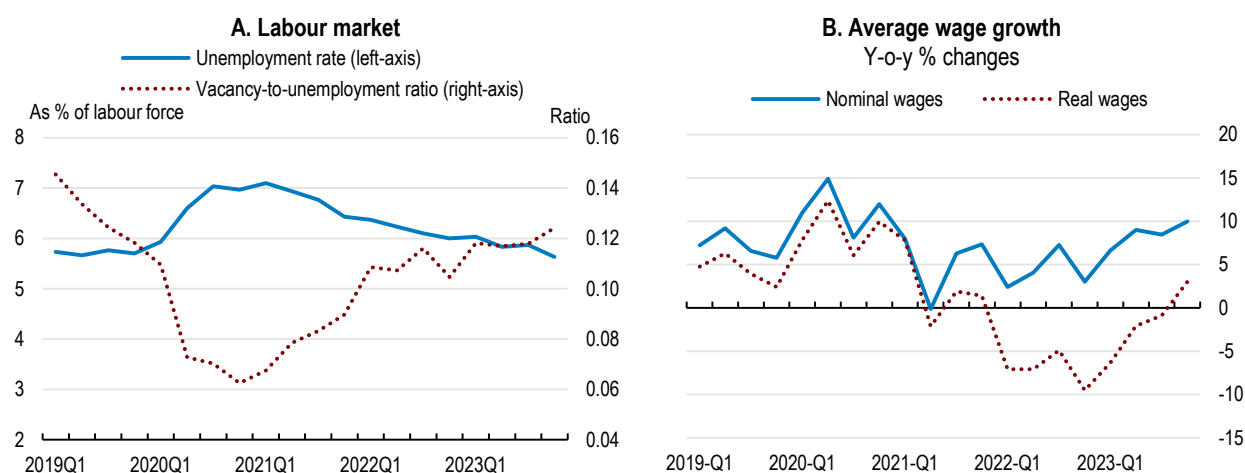 A. Labour market
Unemployment rate (left-axis)
Vacancy-to-unemployment ratio (right-axis)
As % of labour force
Ratio
8
7
6
5
4
3
2
0.16
0.14
0.12
0.10
0.08
0.06
0.04
2019Q1 2020Q1 2021Q1 2022Q1 2023Q1
B. Average wage growth
Y-o-y % changes
Nominal wages Real wages
20
15
10
5
0
-5
-10
-15
2019-Q1 2020-Q1 2021-Q1 2022-Q1 2023-Q1